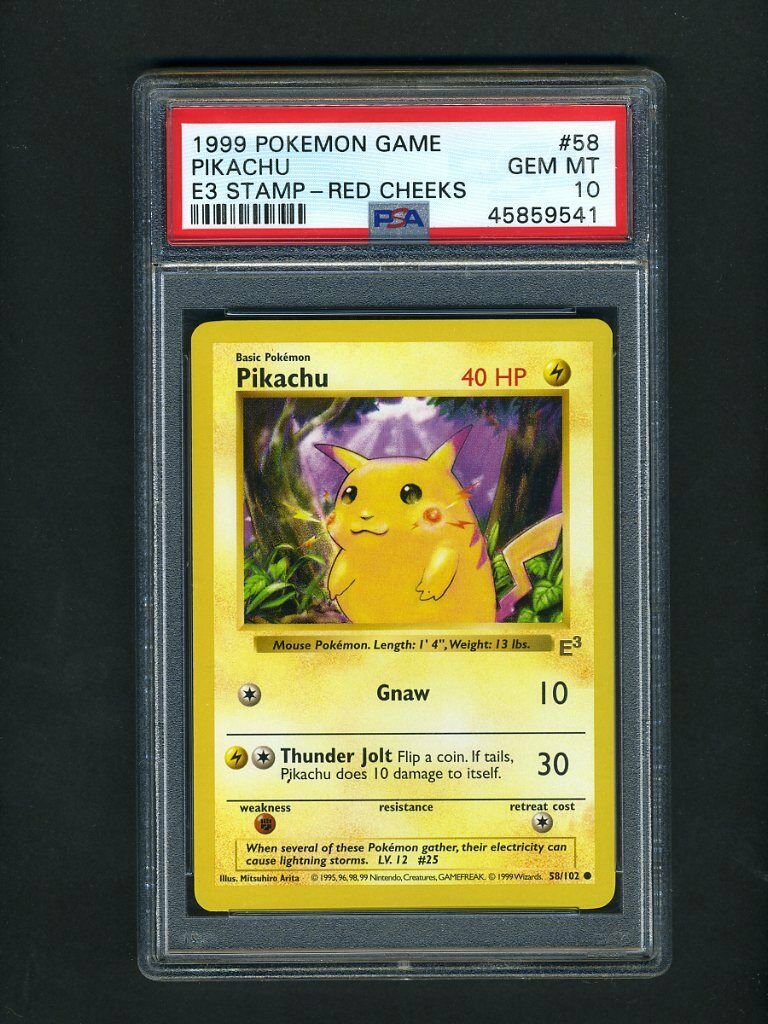 1999 POKEMON GAME #58
PIKACHU GEM MT
E3 STAMP – RED CHEEKS 10
PSA 45859541
Basic Pokémon
Pikachu 40 HP
Mouse Pokémon. Length: 1' 4", Weight: 13 lbs.
E3
Gnaw 10
Thunder Jolt Flip a coin. If tails,
Pikachu does 10 damage to itself. 30
weakness resistance retreat cost
When several of these Pokémon gather, their electricity can
cause lightning storms. LV. 12 #25
Illus. Mitsuhiro Arita © 1995, 96, 98, 99 Nintendo, Creatures, GAMEFREAK. © 1999 Wizards. 58/102